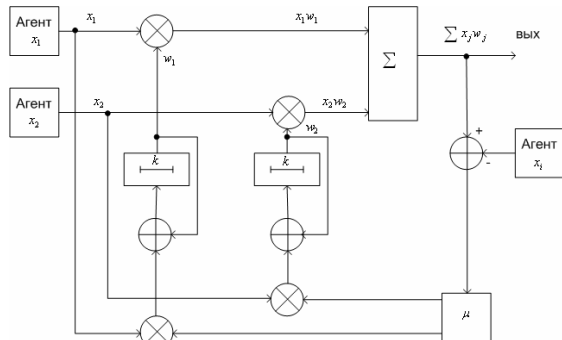 Агент
x₁
x₁
x₁w₁
w₁
∑
∑ xⱼwⱼ
вых
Агент
x₂
x₂
x₂w₂
w₂
k
k
+
-
Агент
xᵢ
μ